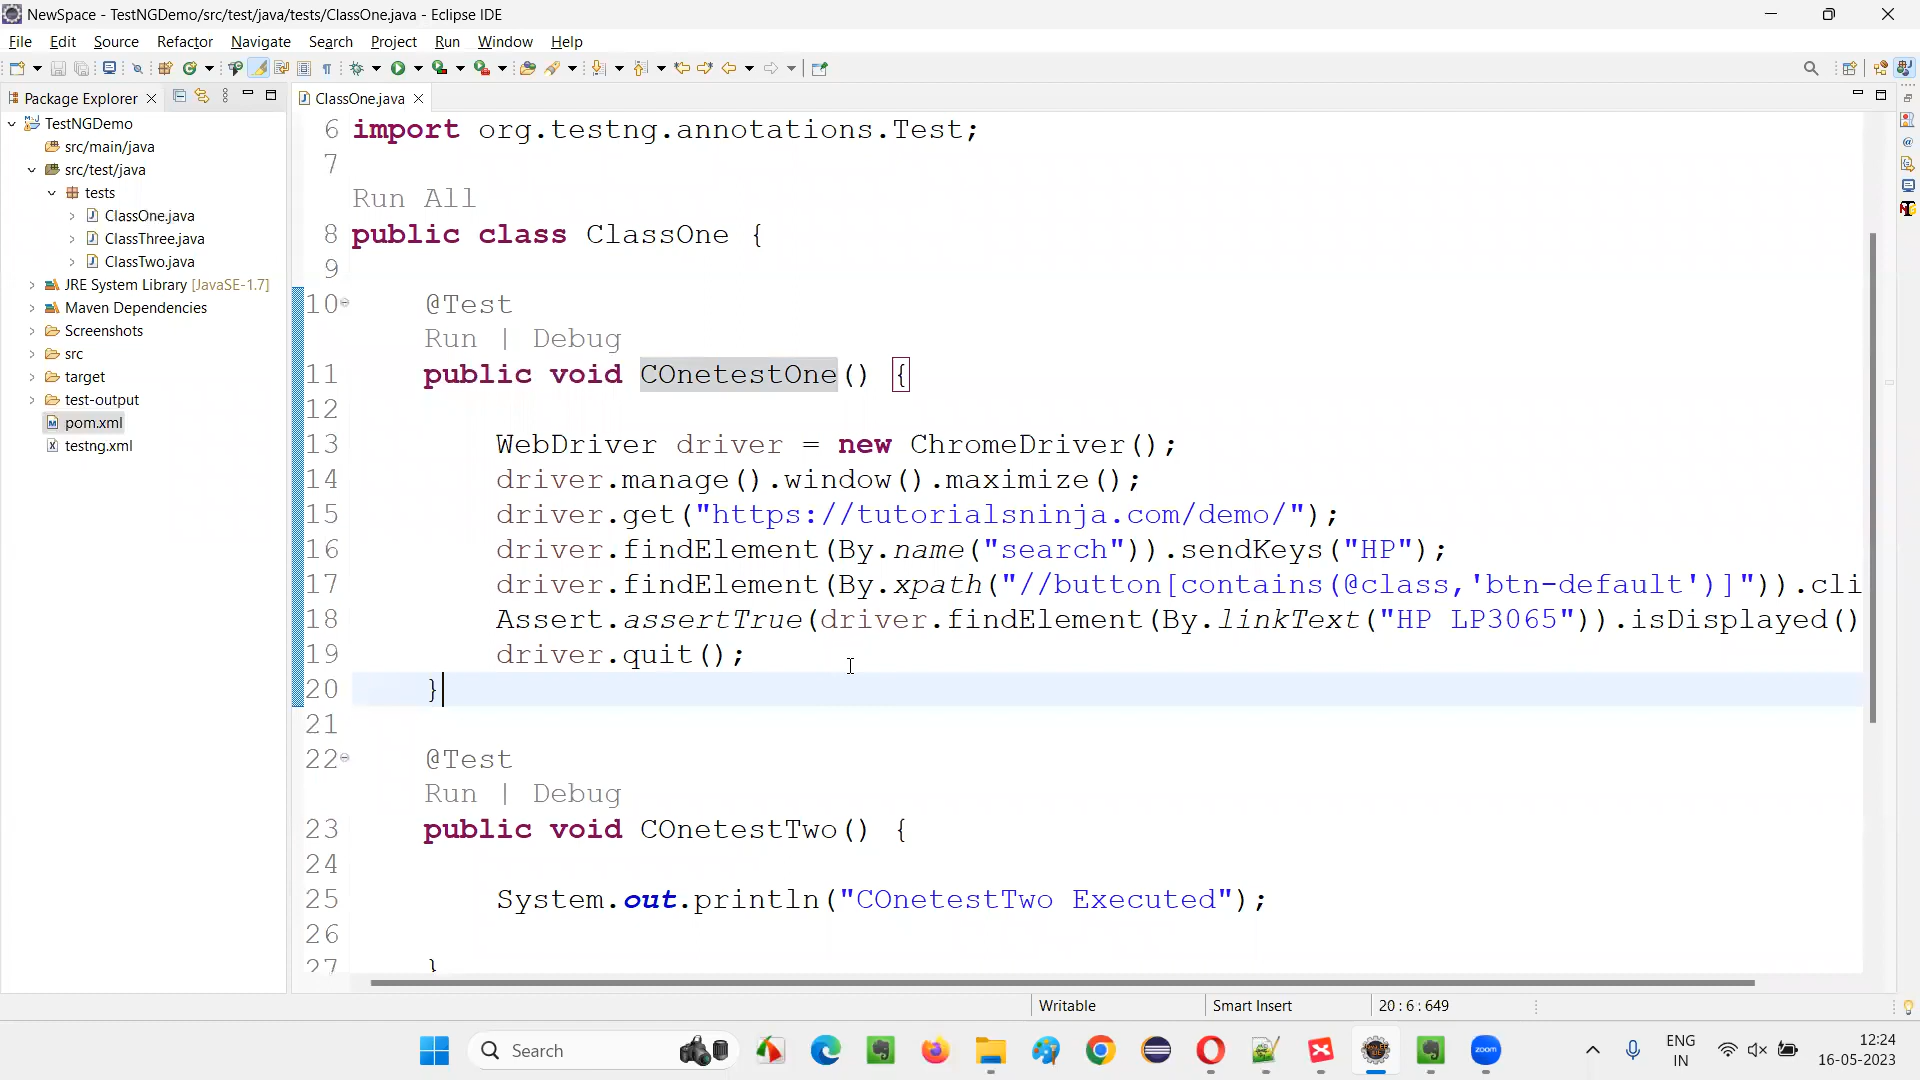 NewSpace - TestNGDemo/src/test/java/tests/ClassOne.java - Eclipse IDE
File Edit Source Refactor Navigate Search Project Run Window Help
Package Explorer
ClassOne.java
TestNGDemo
src/main/java
src/test/java
tests
ClassOne.java
ClassThree.java
ClassTwo.java
JRE System Library [JavaSE-1.7]
Maven Dependencies
Screenshots
src
target
test-output
pom.xml
testng.xml
6 import org.testng.annotations.Test;
7
Run All
8 public class ClassOne {
9
10 @Test
Run | Debug
11 public void COnetestOne() {
12
13 WebDriver driver = new ChromeDriver();
14 driver.manage().window().maximize();
15 driver.get("https://tutorialsninja.com/demo/");
16 driver.findElement(By.name("search")).sendKeys("HP");
17 driver.findElement(By.xpath("//button[contains(@class,'btn-default')]")).cli
18 Assert.assertTrue(driver.findElement(By.linkText("HP LP3065")).isDisplayed()
19 driver.quit();
20 }
21
22 @Test
Run | Debug
23 public void COnetestTwo() {
24
25 System.out.println("COnetestTwo Executed");
26
27 }
Writable Smart Insert 20 : 6 : 649
Search
zoom
ENG
IN
12:24
16-05-2023